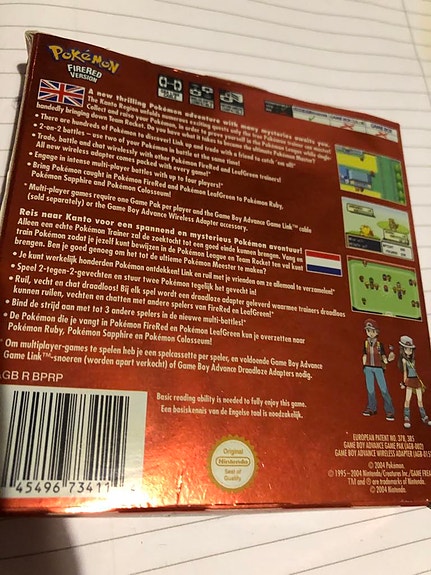 POKéMON
FIRERED
VERSION
A new thrilling Pokémon adventure with many mysteries awaits you.
The Kanto Region unfolds
Collect and raise your Pokémon, in order to prove yourself in the Pokémon League while single-
handedly bringing down Team Rocket. Do you have what it takes to become the Ultimate Pokémon Master?
• There are hundreds of Pokémon to discover! Link up and trade with a friend to catch 'em all!
• 2-on-2 battles – use two of your Pokémon in battle at the same time!
• Trade, battle and chat wirelessly with other Pokémon FireRed and LeafGreen trainers!
All new wireless adapter comes packed with every game!
• Engage in intense multi-player battles with up to four players!*
• Bring Pokémon caught in Pokémon FireRed and Pokémon LeafGreen to Pokémon Ruby,
Pokémon Sapphire and Pokémon Colosseum!
*Multi-player games require one Game Pak per player and the Game Boy Advance Game Link™ cable
(sold separately) or the Game Boy Advance Wireless Adapter accessory.
Reis naar Kanto voor een spannend en mysterieus Pokémon avontuur!
Alleen een echte Pokémon Trainer zal de zoektocht tot een goed einde kunnen brengen. Vang en
train Pokémon zodat je jezelf kunt bewijzen in de Pokémon League en Team Rocket ten val kunt
brengen. Ben je goed genoeg om het tot de ultieme Pokémon Meester te maken?
• Je kunt werkelijk honderden Pokémon ontdekken! Link en ruil met je vrienden om ze allemaal te verzamelen!*
• Speel 2-tegen-2-gevechten en stuur twee Pokémon tegelijk het gevecht in!
• Ruil, vecht en chat draadloos! Bij elk spel wordt een draadloze adapter geleverd waarmee trainers draadloos
kunnen ruilen, vechten en chatten met andere spelers van FireRed en LeafGreen!
• Bind de strijd aan met tot 3 andere spelers in de nieuwe multi-battles!*
• De Pokémon die je vangt in Pokémon FireRed en Pokémon LeafGreen kun je overzetten naar
Pokémon Ruby, Pokémon Sapphire en Pokémon Colosseum!
*Om multiplayer-games te spelen heb je een spelcassette per speler, en voldoende Game Boy Advance
Game Link™-snoeren (worden apart verkocht) of Game Boy Advance Draadloze Adapters nodig.
AGB R BPRP
Basic reading ability is needed to fully enjoy this game.
Een basiskennis van de Engelse taal is noodzakelijk.
45496 73411
Original
Nintendo
Seal of
Quality
EUROPEAN PATENT NO. 378, 385
GAME BOY ADVANCE GAME PAK (AGB-002)
GAME BOY ADVANCE WIRELESS ADAPTER (AGB-015)
© 2004 Pokémon.
© 1995–2004 Nintendo/Creatures Inc./GAME FREAK
TM and ® are trademarks of Nintendo.
© 2004 Nintendo.